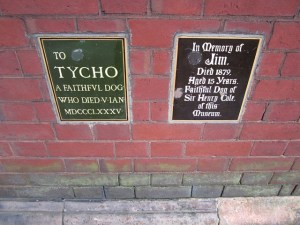 TO
TYCHO
A FAITHFUL DOG
WHO DIED·V·IAN
MDCCCLXXXV
In Memory of
Jim,
Died 1879,
Aged 15 Years,
Faithful Dog of
Sir Henry Cole,
of this
Museum.